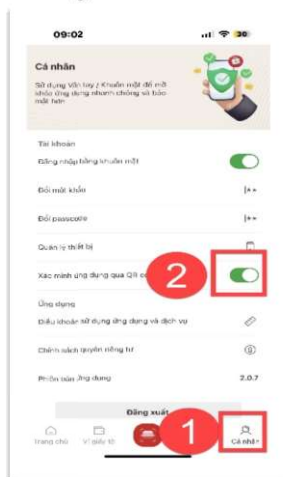 09:02
30
Cá nhân
Sử dụng Vân tay / Khuôn mặt để mở
khóa ứng dụng nhanh chóng và bảo
mật hơn
Tài khoản
Đăng nhập bằng khuôn mặt
Đổi mật khẩu
Đổi passcode
Quản lý thiết bị
Xác minh ứng dụng qua QR
2
Ứng dụng
Điều khoản sử dụng ứng dụng và dịch vụ
Chính sách quyền riêng tư
Phiên bản ứng dụng
2.0.7
Đăng xuất
1
Trang chủ
Ví giấy tờ
Cá nhân